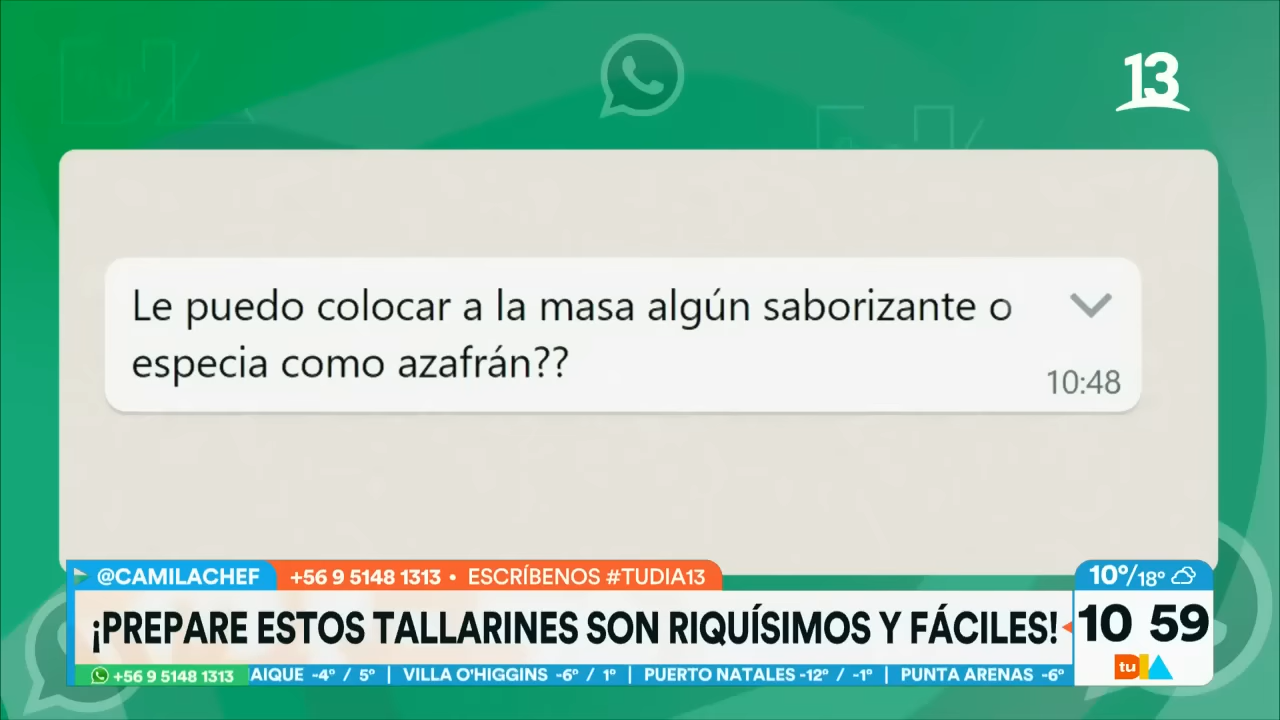 13
Le puedo colocar a la masa algún saborizante o
especia como azafrán??
10:48
@CAMILACHEF
+56 9 5148 1313 • ESCRÍBENOS #TUDIA13
10°/18°
¡PREPARE ESTOS TALLARINES SON RIQUÍSIMOS Y FÁCILES!
10 59
+56 9 5148 1313
AIQUE -4° / 5° | VILLA O'HIGGINS -6° / 1° | PUERTO NATALES -12° / -1° | PUNTA ARENAS -6°
tu DIA